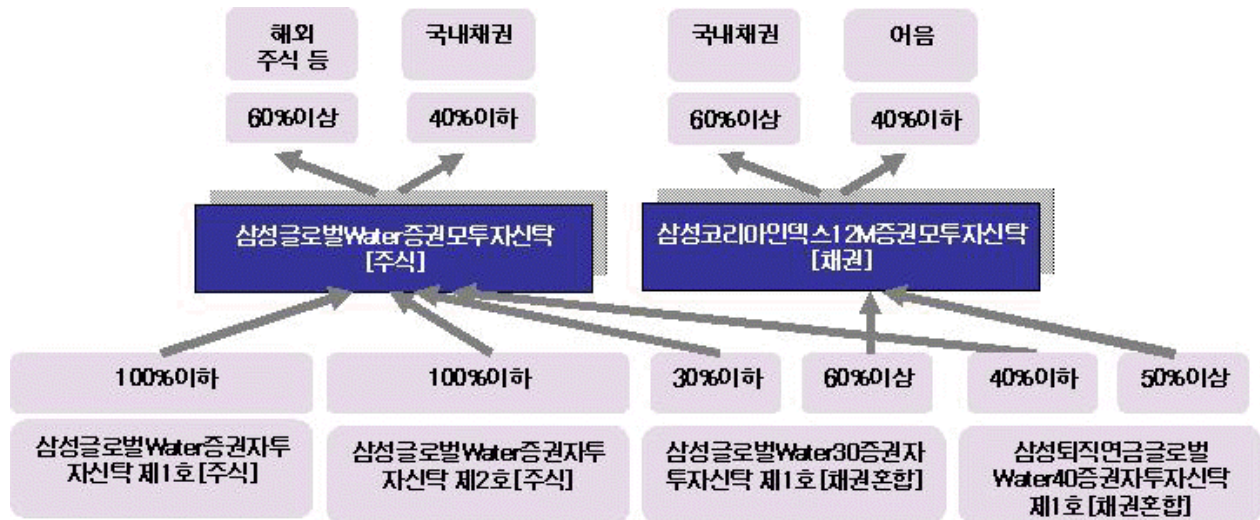 해외
주식 등
국내채권
국내채권
어음
60%이상
40%이하
60%이상
40%이하
삼성글로벌Water증권모투자신탁
[주식]
삼성코리아인덱스12M증권모투자신탁
[채권]
100%이하
100%이하
30%이하
60%이상
40%이하
50%이상
삼성글로벌Water증권자투
자신탁 제1호[주식]
삼성글로벌Water증권자투
자신탁 제2호[주식]
삼성글로벌Water30증권자
투자신탁 제1호[채권혼합]
삼성퇴직연금글로벌
Water40증권자투자신탁
제1호[채권혼합]